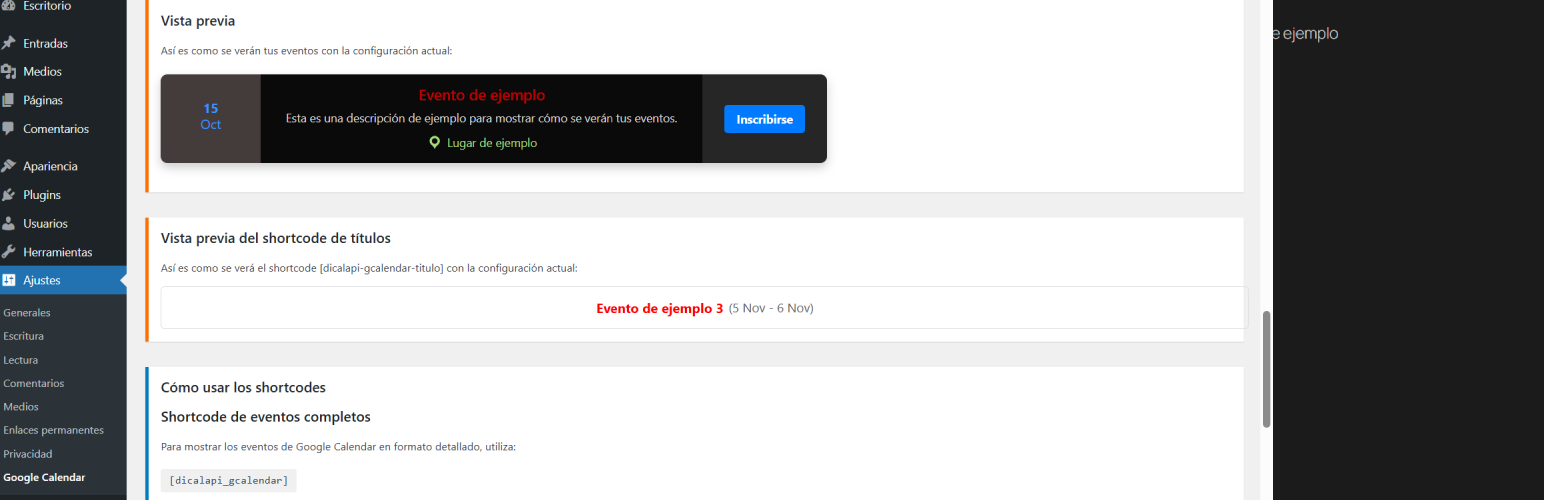 Escritorio
Entradas
Medios
Páginas
Comentarios
Apariencia
Plugins
Usuarios
Herramientas
Ajustes
Generales
Escritura
Lectura
Comentarios
Medios
Enlaces permanentes
Privacidad
Google Calendar
Vista previa
Así es como se verán tus eventos con la configuración actual:
15
Oct
Evento de ejemplo
Esta es una descripción de ejemplo para mostrar cómo se verán tus eventos.
Lugar de ejemplo
Inscribirse
Vista previa del shortcode de títulos
Así es como se verá el shortcode [dicalapi-gcalendar-titulo] con la configuración actual:
Evento de ejemplo 3 (5 Nov - 6 Nov)
Cómo usar los shortcodes
Shortcode de eventos completos
Para mostrar los eventos de Google Calendar en formato detallado, utiliza:
[dicalapi_gcalendar]
e ejemplo